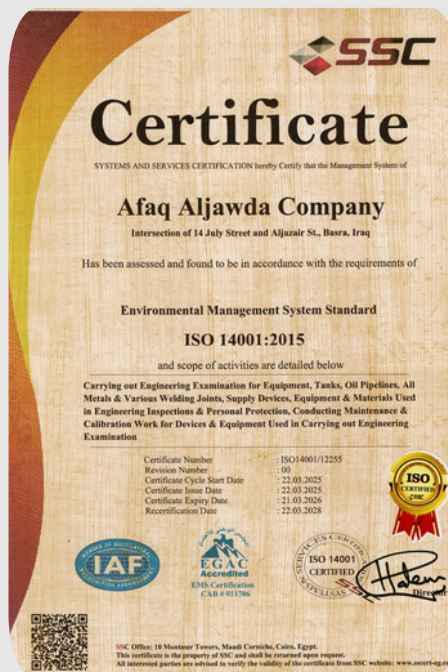 SSC
Certificate
SYSTEMS AND SERVICES CERTIFICATION hereby Certify that the Management System of
Afaq Aljawda Company
Intersection of 14 July Street and Aljazair St., Basra, Iraq
Has been assessed and found to be in accordance with the requirements of
Environmental Management System Standard
ISO 14001:2015
and scope of activities are detailed below
Carrying out Engineering Examination for Equipment, Tanks, Oil Pipelines, All
Metals & Various Welding Joints, Supply Devices, Equipment & Materials Used
in Engineering Inspections & Personal Protection, Conducting Maintenance &
Calibration Work for Devices & Equipment Used in Carrying out Engineering
Examination
Certificate Number : ISO14001/12255
Revision Number : 00
Certificate Cycle Start Date : 22.03.2025
Certificate Issue Date : 22.03.2025
Certificate Expiry Date : 21.03.2026
Recertification Date : 22.03.2028
ISO
CERTIFIED
SSC
MEMBER OF MULTILATERAL
IAF
RECOGNITION ARRANGEMENT
EGAC
Accredited
EMS Certification
CAB # 011706
ISO 14001
CERTIFIED
Director
SSC Office: 10 Montaser Towers, Maadi Corniche, Cairo, Egypt.
This certificate is the property of SSC and shall be returned upon request.
All interested parties are advised to verify the validity of the certificate from SSC website: